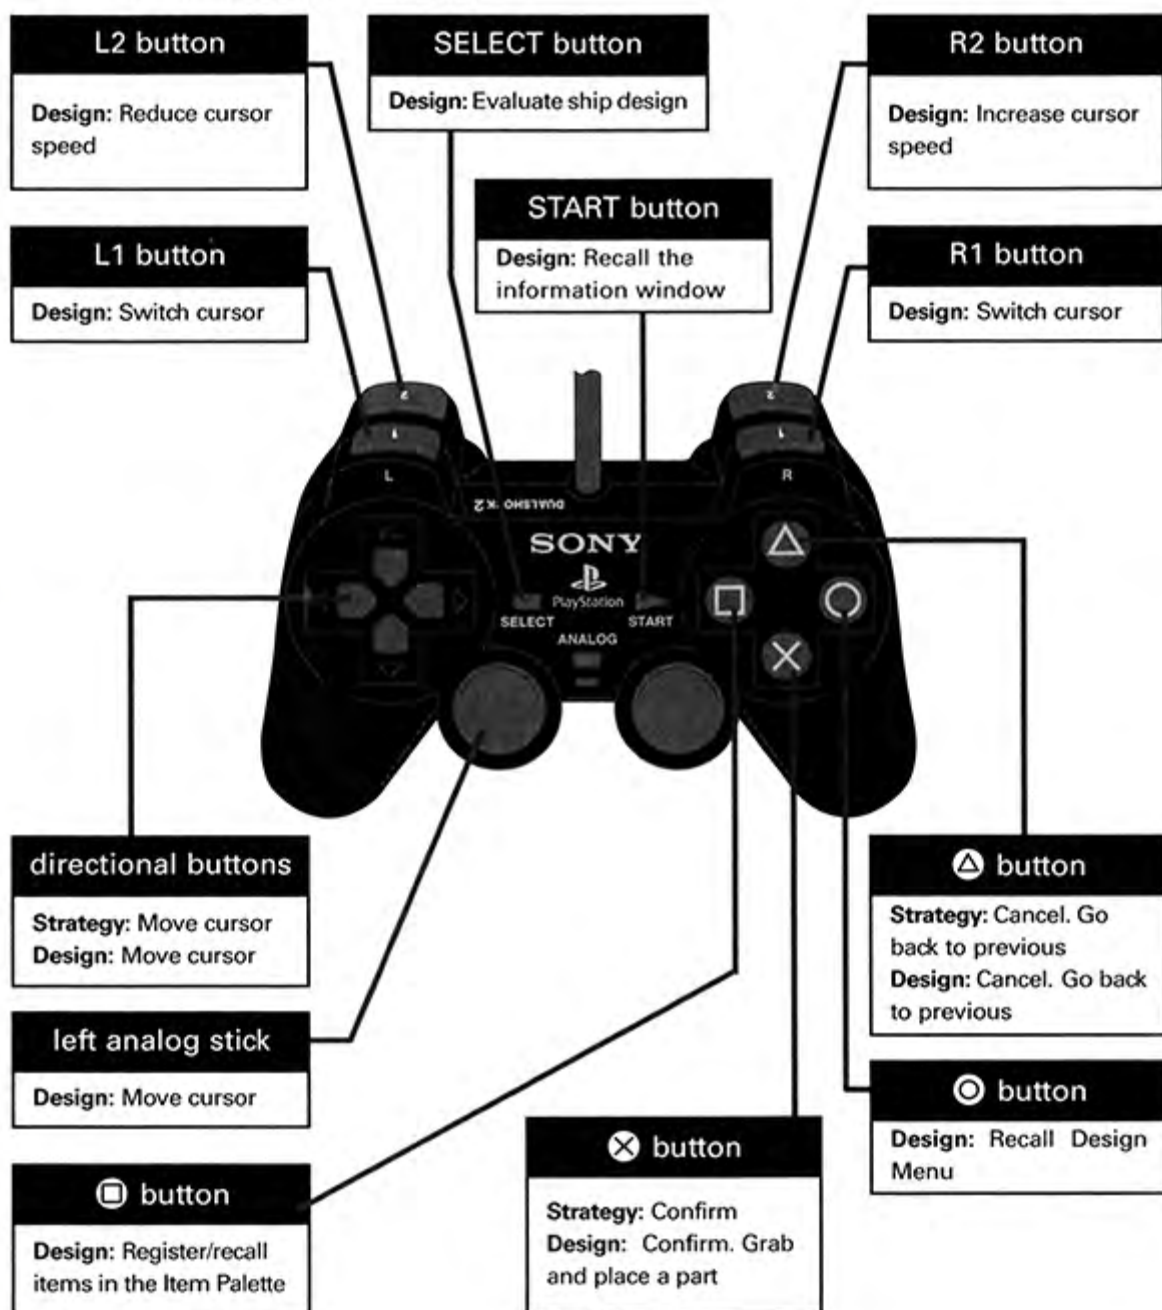 L2 button
Design: Reduce cursor
speed
SELECT button
Design: Evaluate ship design
R2 button
Design: Increase cursor
speed
START button
Design: Recall the
information window
L1 button
Design: Switch cursor
R1 button
Design: Switch cursor
2
2
1
1
L
R
SONY
PlayStation
SELECT
START
ANALOG
directional buttons
Strategy: Move cursor
Design: Move cursor
left analog stick
Design: Move cursor
button
Design: Register/recall
items in the Item Palette
button
Strategy: Confirm
Design: Confirm. Grab
and place a part
button
Strategy: Cancel. Go
back to previous
Design: Cancel. Go back
to previous
button
Design: Recall Design
Menu